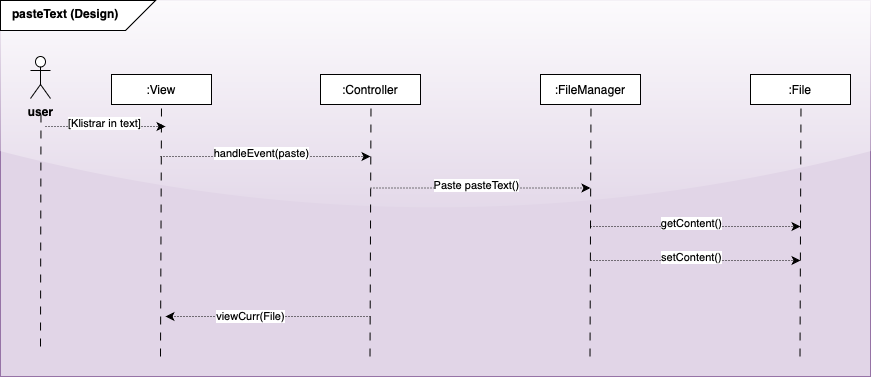 pasteText (Design)
:View
:Controller
:FileManager
:File
user
[Klistrar in text]
handleEvent(paste)
Paste pasteText()
getContent()
setContent()
viewCurr(File)